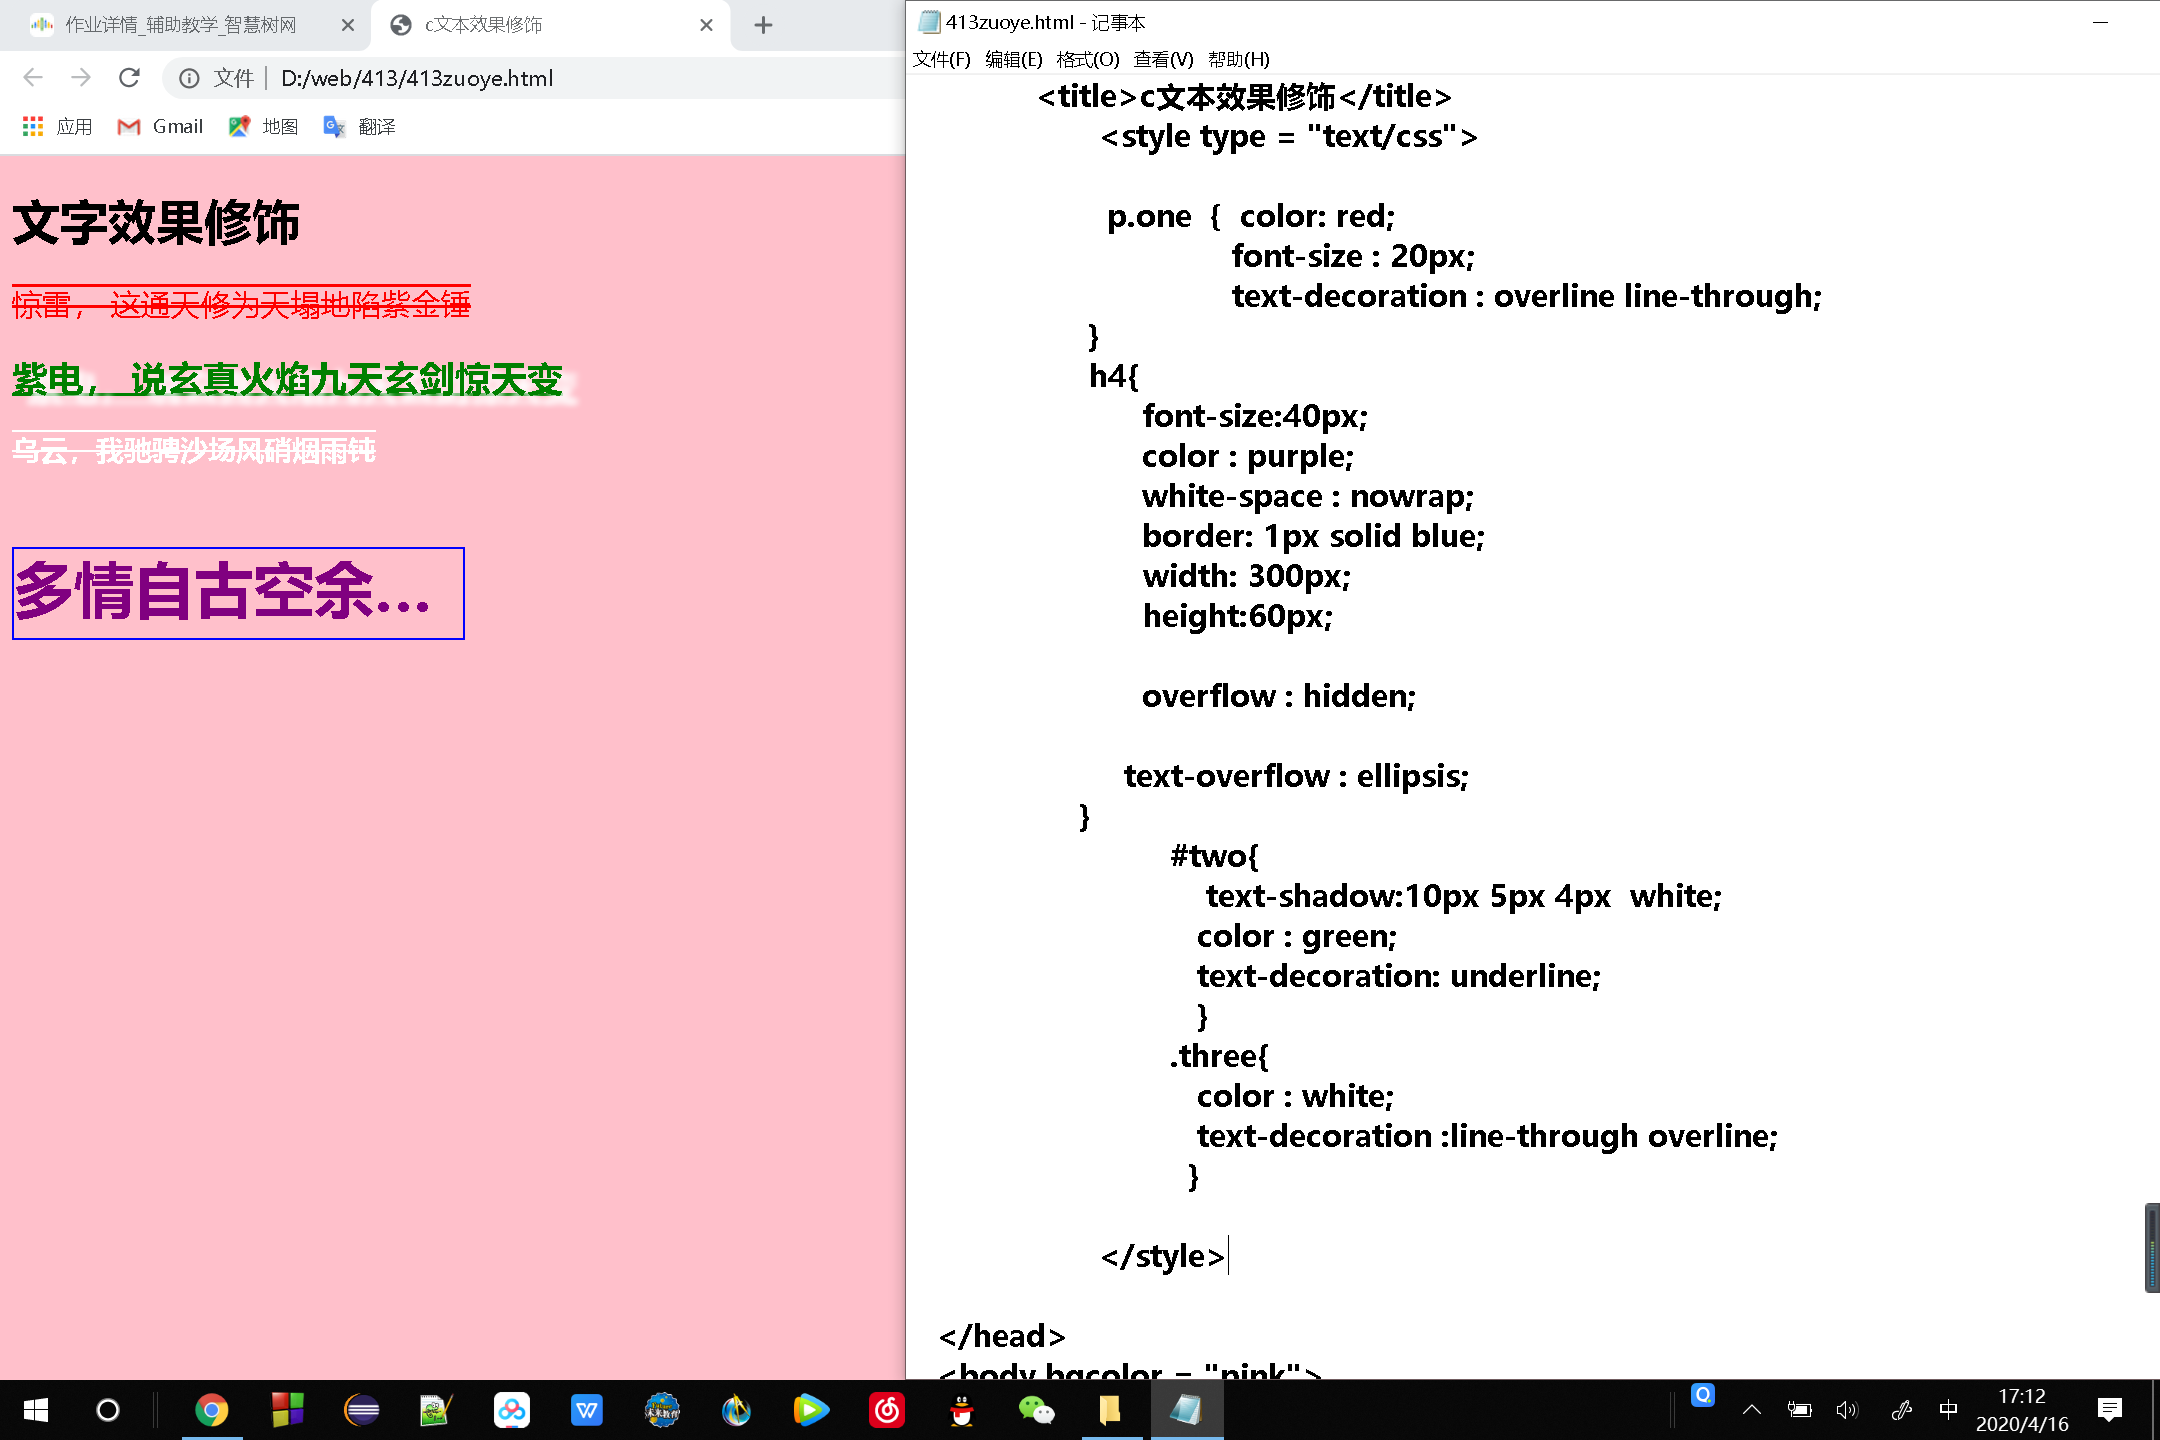 作业详情_辅助教学_智慧树网
c文本效果修饰
文件 D:/web/413/413zuoye.html
应用 Gmail 地图 翻译
文字效果修饰
惊雷， 这通天修为天塌地陷紫金锤
紫电， 说玄真火焰九天玄剑惊天变
乌云，我驰骋沙场风硝烟雨钝
多情自古空余...
413zuoye.html - 记事本
文件(F) 编辑(E) 格式(O) 查看(V) 帮助(H)
<title>c文本效果修饰</title>
<style type = "text/css">
p.one  {  color: red;
font-size : 20px;
text-decoration : overline line-through;
}
h4{
font-size:40px;
color : purple;
white-space : nowrap;
border: 1px solid blue;
width: 300px;
height:60px;
overflow : hidden;
text-overflow : ellipsis;
}
#two{
text-shadow:10px 5px 4px  white;
color : green;
text-decoration: underline;
}
.three{
color : white;
text-decoration :line-through overline;
}
</style>
</head>
<body bgcolor = "pink">
中
17:12
2020/4/16